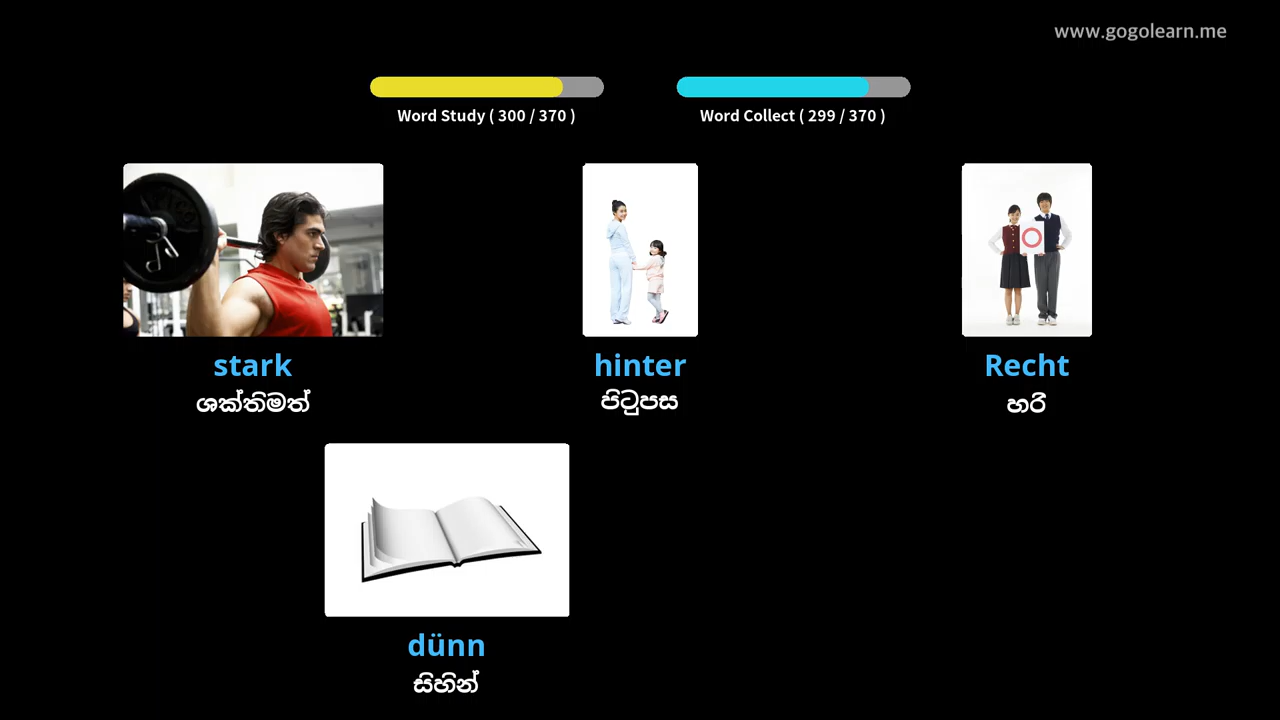 www.gogolearn.me
Word Study ( 300 / 370 )
Word Collect ( 299 / 370 )
stark
ශක්තිමත්
hinter
පිටුපස
Recht
හරි
dünn
සිහින්